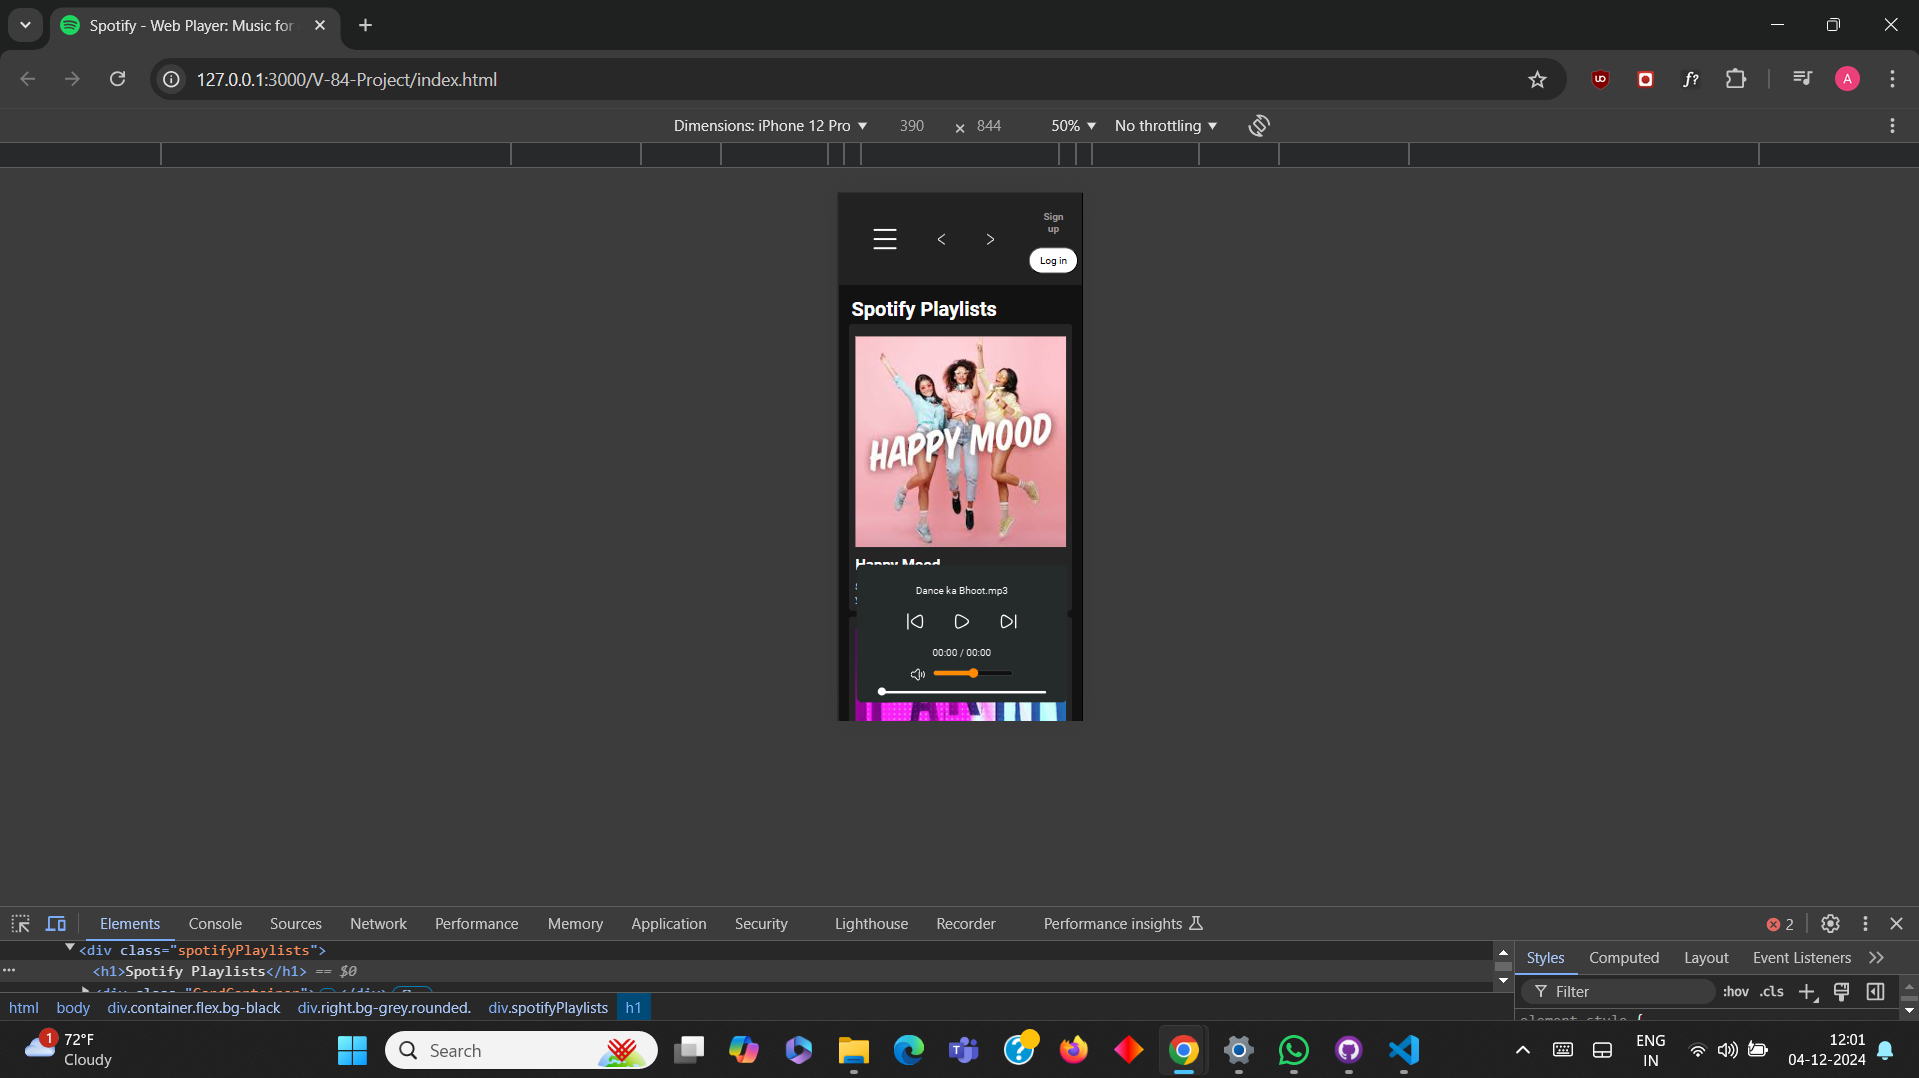 Spotify - Web Player: Music for
127.0.0.1:3000/V-84-Project/index.html
A
Dimensions: iPhone 12 Pro ▼ 390 × 844 50% ▼ No throttling ▼
Sign
up
Log in
Spotify Playlists
HAPPY MOOD
Happy Mood
Dance ka Bhoot.mp3
00:00 / 00:00
Elements Console Sources Network Performance Memory Application Security Lighthouse Recorder Performance insights 2
<div class="spotifyPlaylists">
<h1>Spotify Playlists</h1> == $0
Styles Computed Layout Event Listeners
Filter :hov .cls
html body div.container.flex.bg-black div.right.bg-grey.rounded. div.spotifyPlaylists h1
element.style {
1
72°F
Cloudy
Search
ENG
IN
12:01
04-12-2024